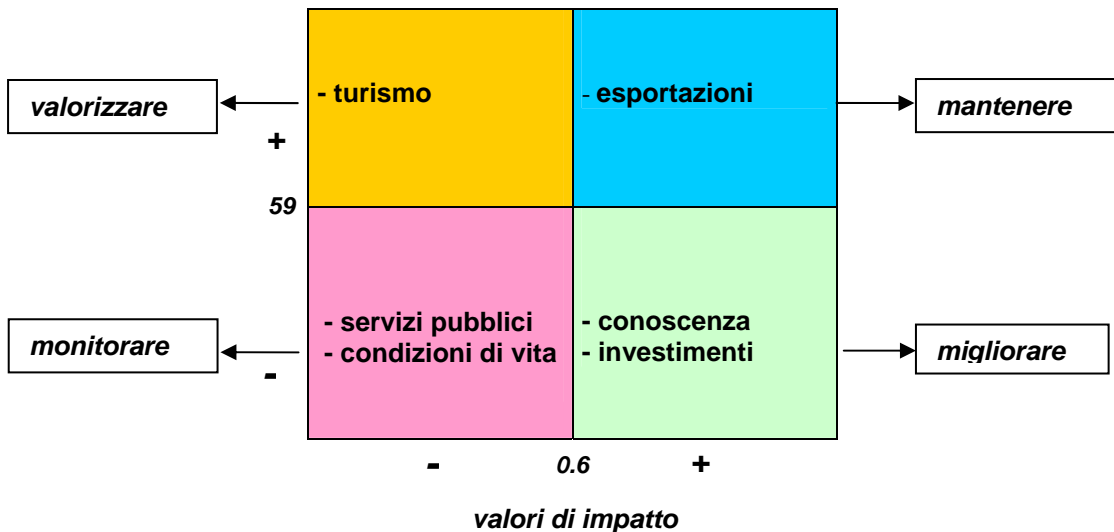 valorizzare
- turismo
- esportazioni
mantenere
+
59
monitorare
- servizi pubblici
- condizioni di vita
- conoscenza
- investimenti
migliorare
-
- 0.6 +
valori di impatto